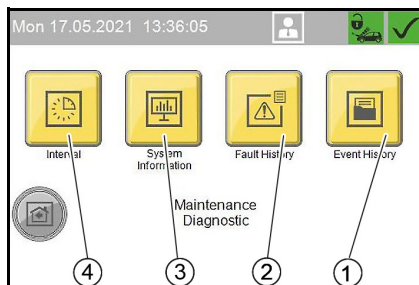 Mon 17.05.2021 13:36:05
Interval
System
Information
Fault History
Event History
Maintenance
Diagnostic
4
3
2
1